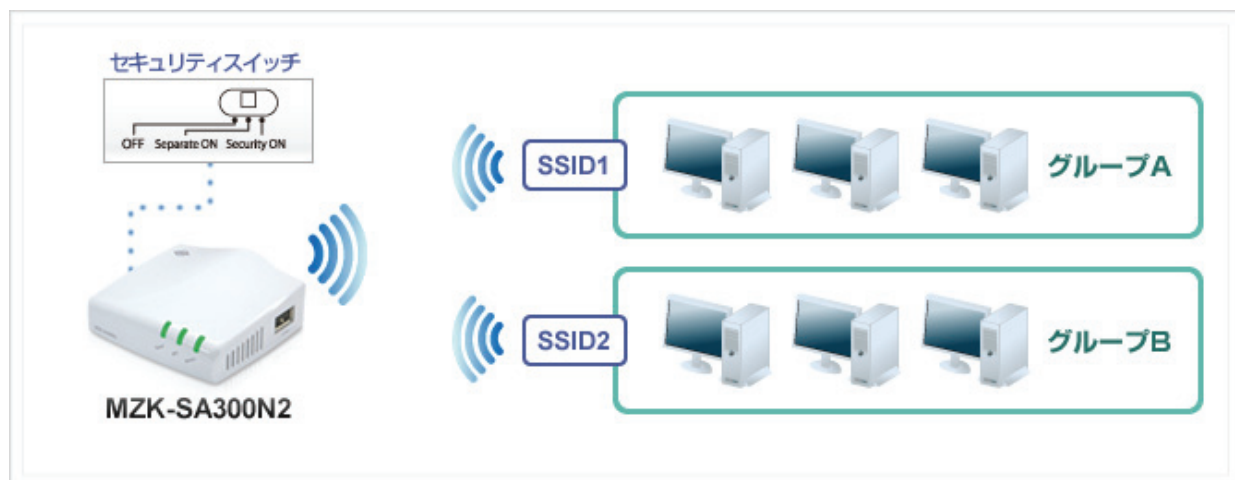 セキュリティスイッチ
OFF Separate ON Security ON
SSID1
グループA
SSID2
グループB
MZK-SA300N2